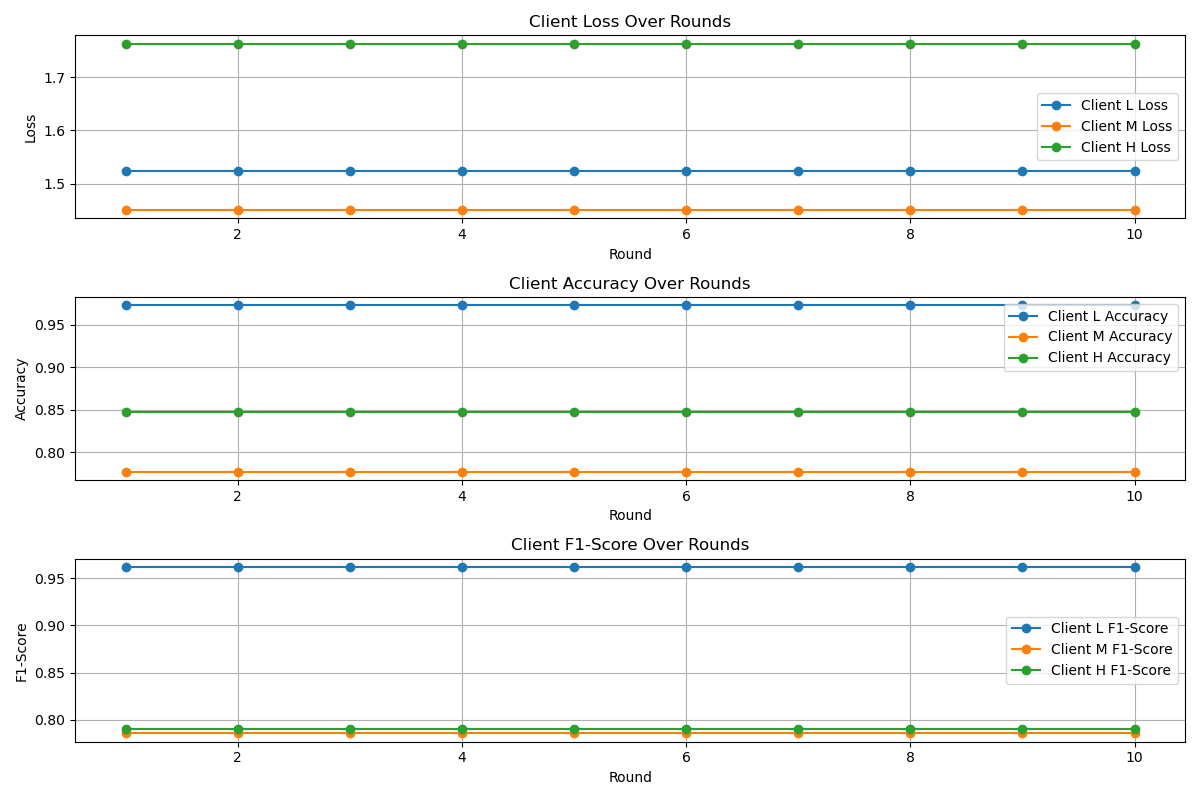 Client Loss Over Rounds
Loss
1.7
1.6
1.5
Client L Loss
Client M Loss
Client H Loss
2 4 6 8 10
Round
Client Accuracy Over Rounds
Accuracy
0.95
0.90
0.85
0.80
Client L Accuracy
Client M Accuracy
Client H Accuracy
2 4 6 8 10
Round
Client F1-Score Over Rounds
F1-Score
0.95
0.90
0.85
0.80
Client L F1-Score
Client M F1-Score
Client H F1-Score
2 4 6 8 10
Round